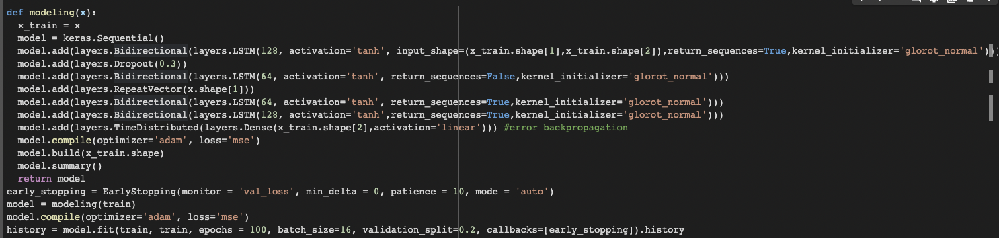 def modeling(x):
  x_train = x
  model = keras.Sequential()
  model.add(layers.Bidirectional(layers.LSTM(128, activation='tanh', input_shape=(x_train.shape[1],x_train.shape[2]),return_sequences=True,kernel_initializer='glorot_normal')))
  model.add(layers.Dropout(0.3))
  model.add(layers.Bidirectional(layers.LSTM(64, activation='tanh', return_sequences=False,kernel_initializer='glorot_normal')))
  model.add(layers.RepeatVector(x.shape[1]))
  model.add(layers.Bidirectional(layers.LSTM(64, activation='tanh', return_sequences=True,kernel_initializer='glorot_normal')))
  model.add(layers.Bidirectional(layers.LSTM(128, activation='tanh',return_sequences=True,kernel_initializer='glorot_normal')))
  model.add(layers.TimeDistributed(layers.Dense(x_train.shape[2],activation='linear'))) #error backpropagation
  model.compile(optimizer='adam', loss='mse')
  model.build(x_train.shape)
  model.summary()
  return model
early_stopping = EarlyStopping(monitor = 'val_loss', min_delta = 0, patience = 10, mode = 'auto')
model = modeling(train)
model.compile(optimizer='adam', loss='mse')
history = model.fit(train, train, epochs = 100, batch_size=16, validation_split=0.2, callbacks=[early_stopping]).history